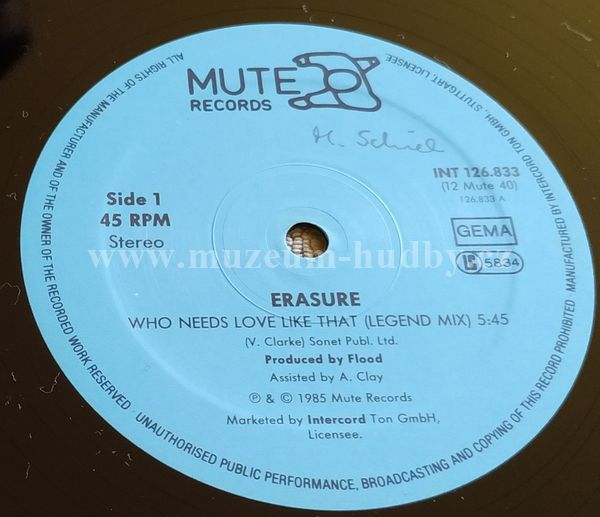 MUTE
RECORDS
INT 126.833
(12 Mute 40)
126.833 A
Side 1
45 RPM
Stereo
GEMA
LC 5834
www.muzeum-hudby.
ERASURE
WHO NEEDS LOVE LIKE THAT (LEGEND MIX) 5:45
(V. Clarke) Sonet Publ. Ltd.
Produced by Flood
Assisted by A. Clay
℗ & © 1985 Mute Records
Marketed by Intercord Ton GmbH,
Licensee.
ALL RIGHTS OF THE MANUFACTURER AND OF THE OWNER OF THE RECORDED WORK RESERVED · UNAUTHORISED PUBLIC PERFORMANCE, BROADCASTING AND COPYING OF THIS RECORD PROHIBITED MANUFACTURED BY INTERCORD TON GMBH., STUTTGART, LICENSEE.